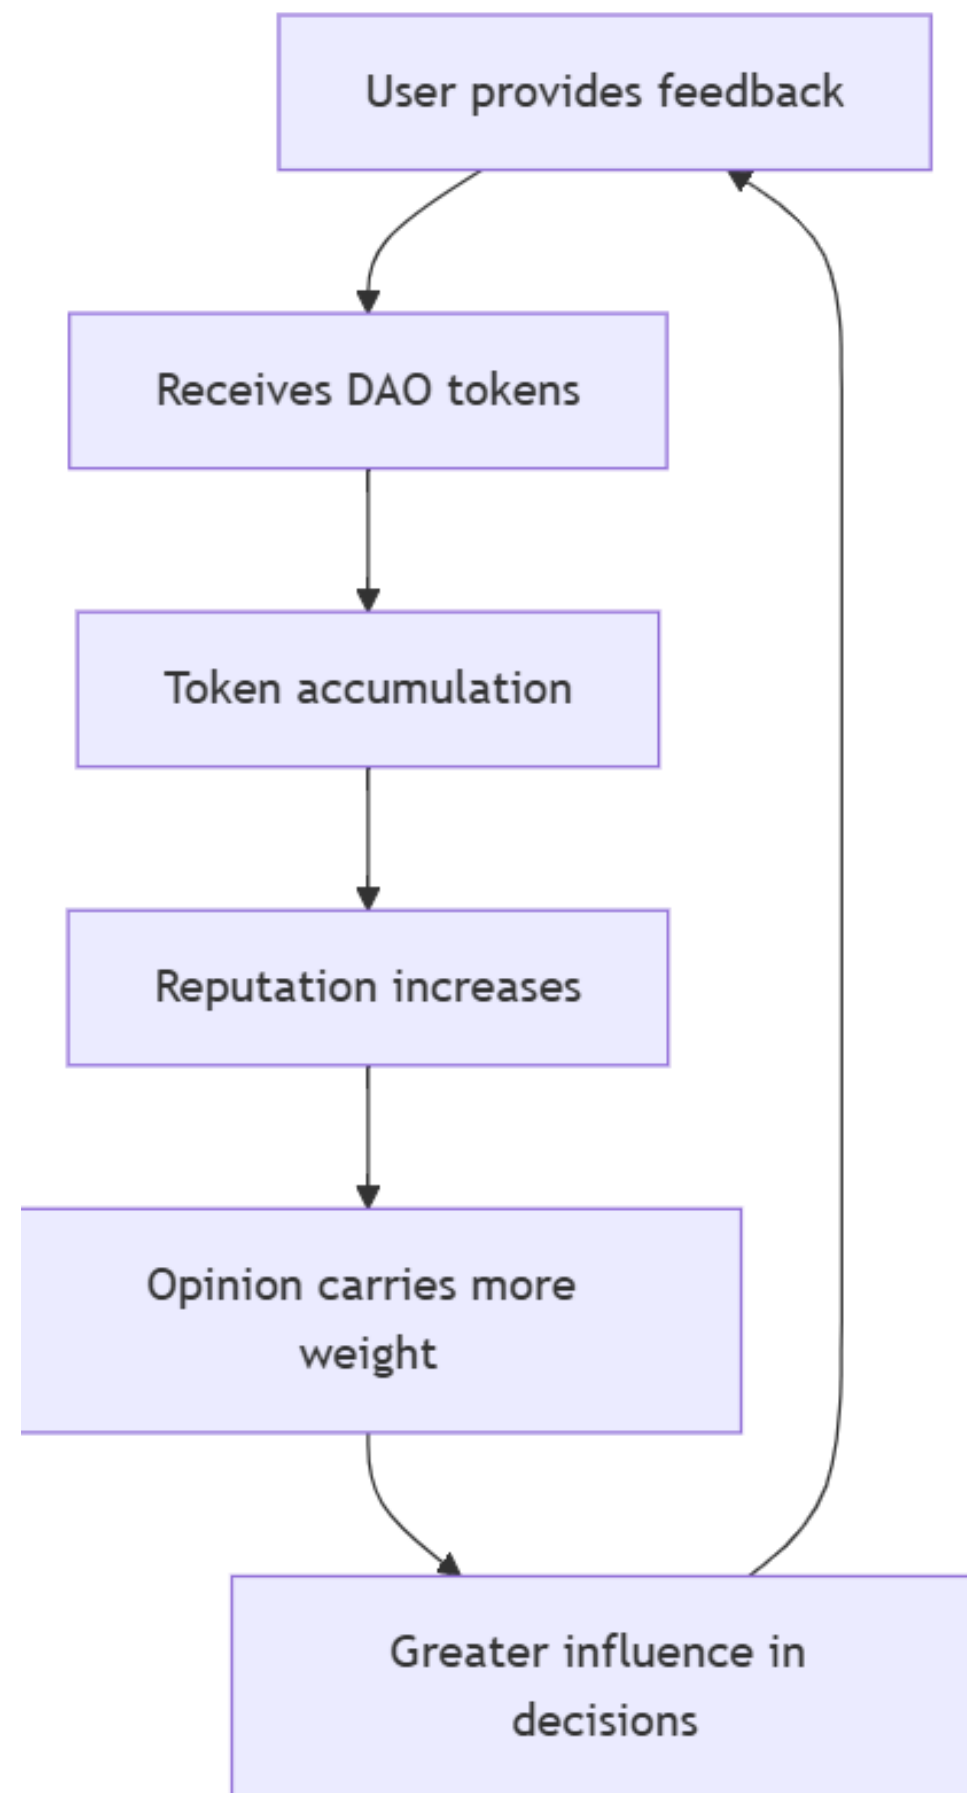 User provides feedback
Receives DAO tokens
Token accumulation
Reputation increases
Opinion carries more
weight
Greater influence in
decisions